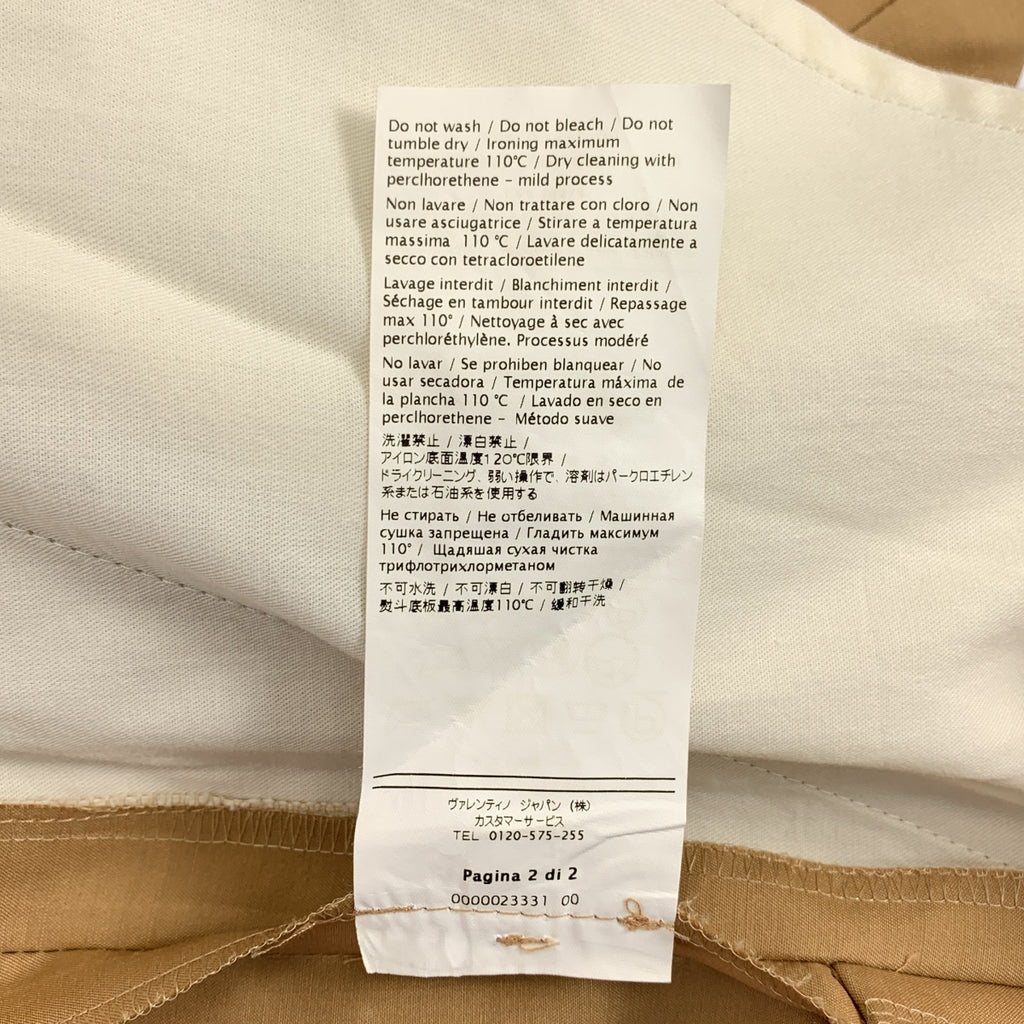 Do not wash / Do not bleach / Do not
tumble dry / Ironing maximum
temperature 110°C / Dry cleaning with
perclhorethene – mild process
Non lavare / Non trattare con cloro / Non
usare asciugatrice / Stirare a temperatura
massima 110 °C / Lavare delicatamente a
secco con tetracloroetilene
Lavage interdit / Blanchiment interdit /
Séchage en tambour interdit / Repassage
max 110° / Nettoyage à sec avec
perchloréthylène. Processus modéré
No lavar / Se prohiben blanquear / No
usar secadora / Temperatura máxima de
la plancha 110 °C / Lavado en seco en
perclhorethene – Método suave
洗濯禁止 / 漂白禁止 /
アイロン底面温度120℃限界 /
ドライクリーニング、弱い操作で、溶剤はパークロエチレン
系または石油系を使用する
Не стирать / Не отбеливать / Машинная
сушка запрещена / Гладить максимум
110° / Щадяшая сухая чистка
трифлотрихлорметаном
不可水洗 / 不可漂白 / 不可翻转干燥 /
熨斗底板最高温度110℃ / 缓和干洗
ヴァレンティノ ジャパン (株)
カスタマーサービス
TEL 0120-575-255
Pagina 2 di 2
0000023331 00